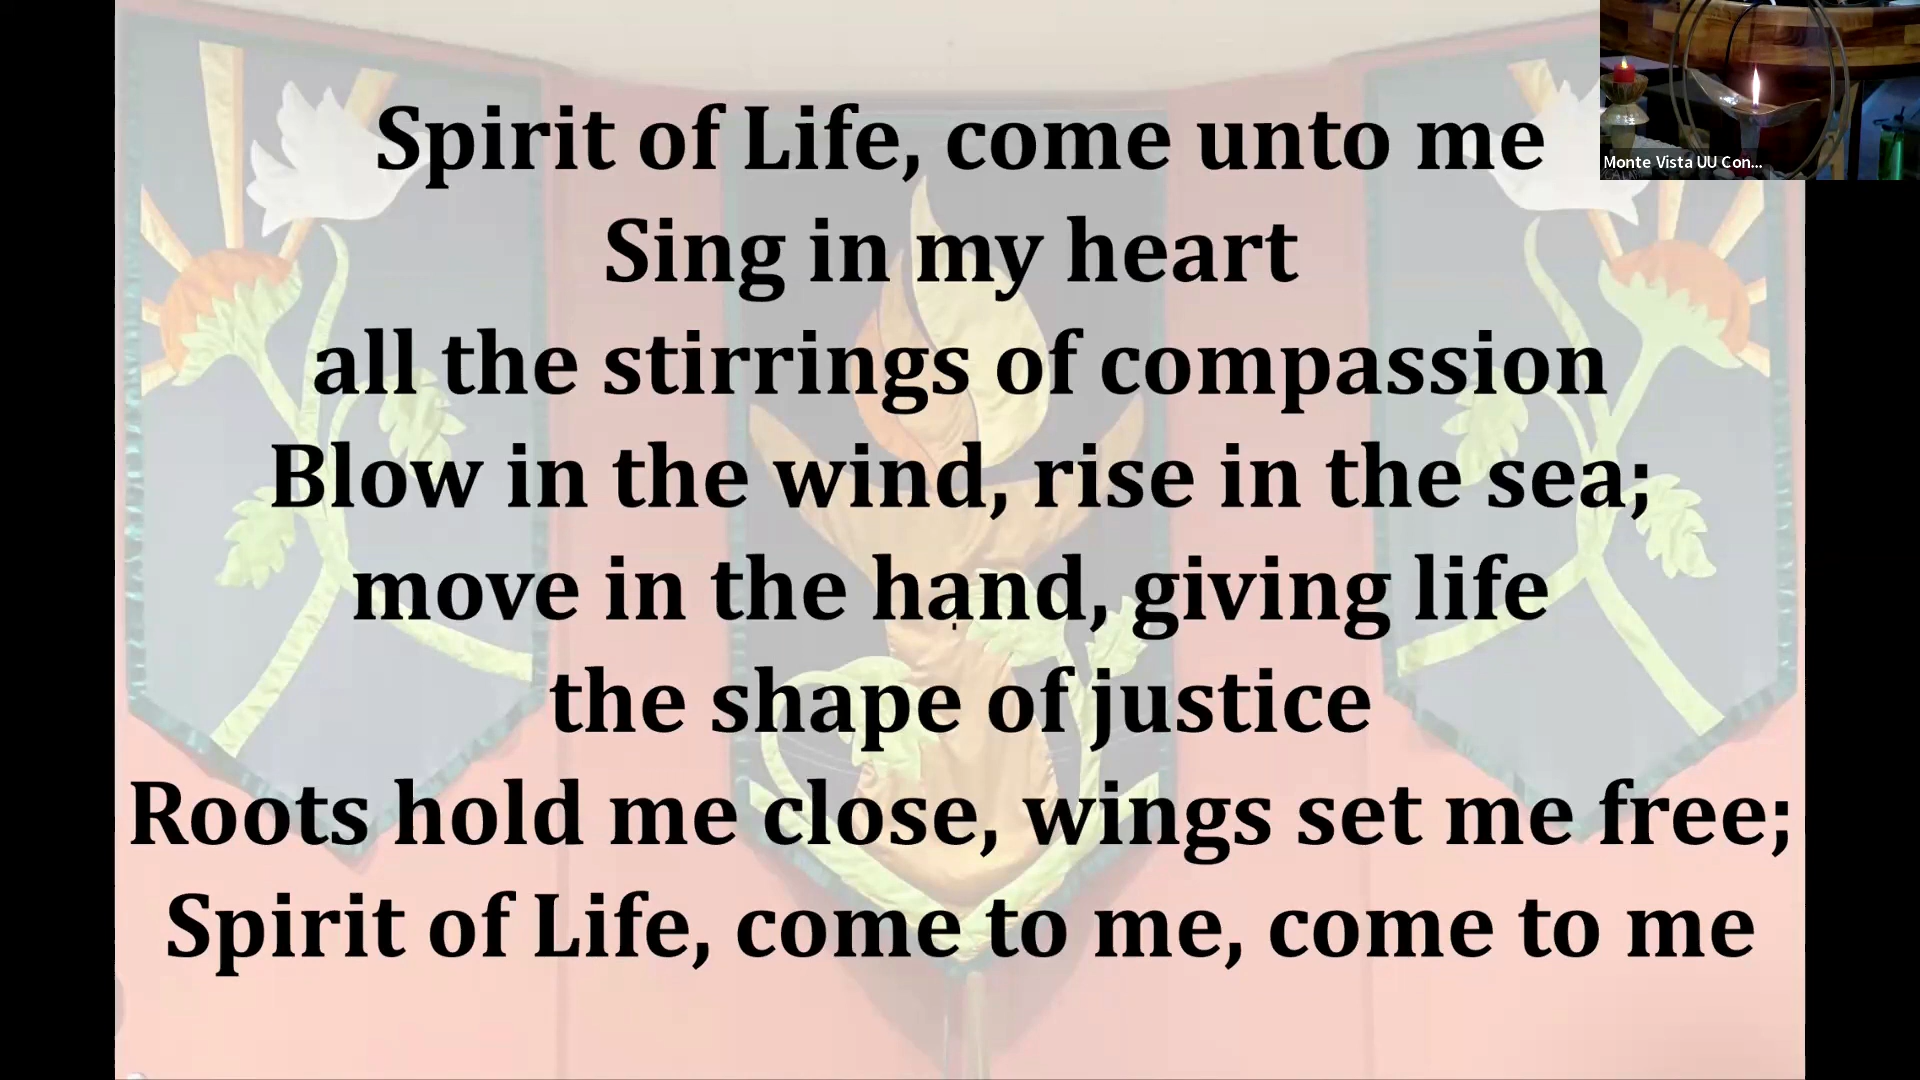 Spirit of Life, come unto me
Sing in my heart
all the stirrings of compassion
Blow in the wind, rise in the sea;
move in the hand, giving life
the shape of justice
Roots hold me close, wings set me free;
Spirit of Life, come to me, come to me
Monte Vista UU Con...